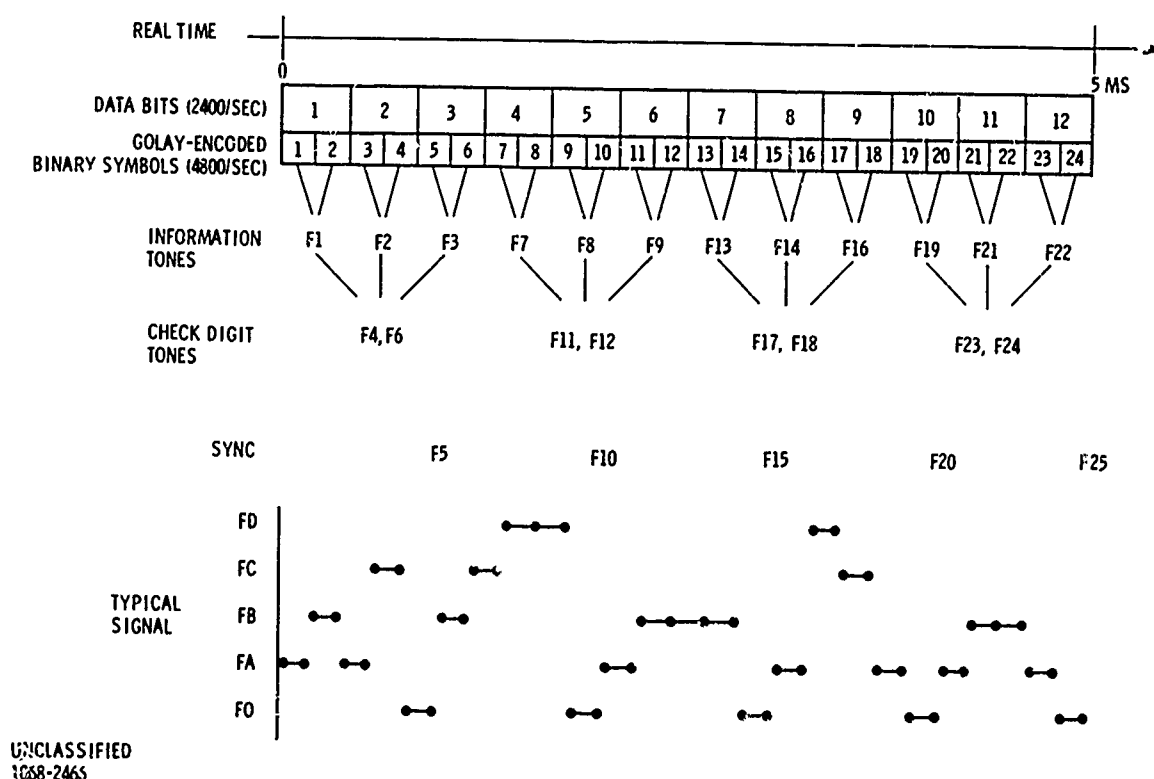 REAL TIME
0
5 MS
DATA BITS (2400/SEC)
1 2 3 4 5 6 7 8 9 10 11 12
GOLAY-ENCODED
BINARY SYMBOLS (4800/SEC)
1 2 3 4 5 6 7 8 9 10 11 12 13 14 15 16 17 18 19 20 21 22 23 24
INFORMATION
TONES
F1 F2 F3 F7 F8 F9 F13 F14 F16 F19 F21 F22
CHECK DIGIT
TONES
F4, F6 F11, F12 F17, F18 F23, F24
SYNC F5 F10 F15 F20 F25
FD
FC
TYPICAL
SIGNAL
FB
FA
FO
UNCLASSIFIED
1068-2465